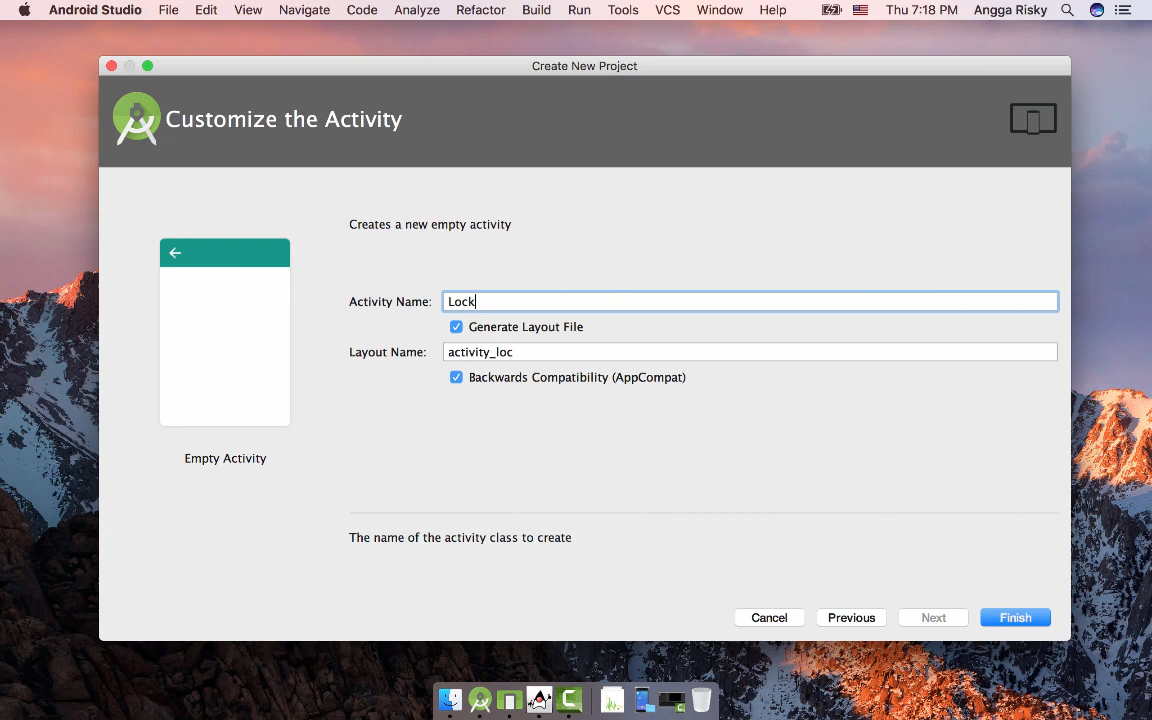 Android Studio File Edit View Navigate Code Analyze Refactor Build Run Tools VCS Window Help Thu 7:18 PM Angga Risky
Create New Project
Customize the Activity
Creates a new empty activity
Activity Name: Lock
Generate Layout File
Layout Name: activity_loc
Backwards Compatibility (AppCompat)
Empty Activity
The name of the activity class to create
Cancel Previous Next Finish